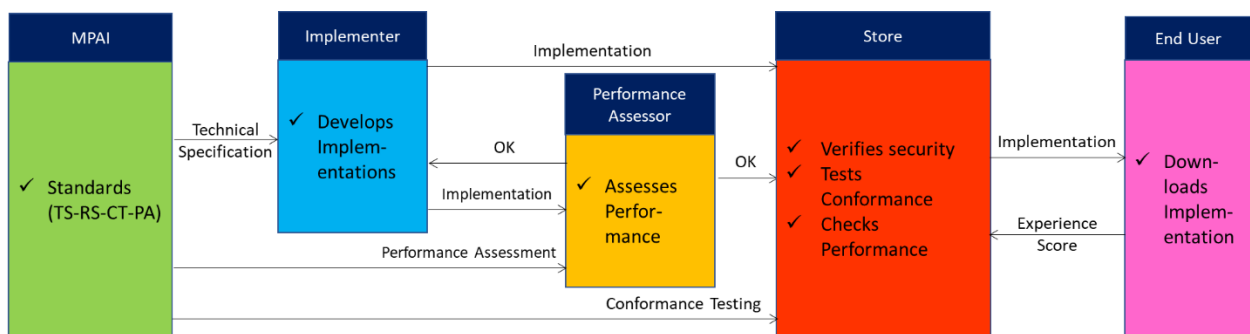 MPAI
✓ Standards
(TS-RS-CT-PA)
Technical
Specification
Implementer
✓ Develops
Implem-
entations
Implementation
OK
Implementation
Performance Assessment
Conformance Testing
Performance
Assessor
✓ Assesses
Perfor-
mance
OK
Store
✓ Verifies security
✓ Tests
Conformance
✓ Checks
Performance
Implementation
Experience
Score
End User
✓ Down-
loads
Implem-
entation